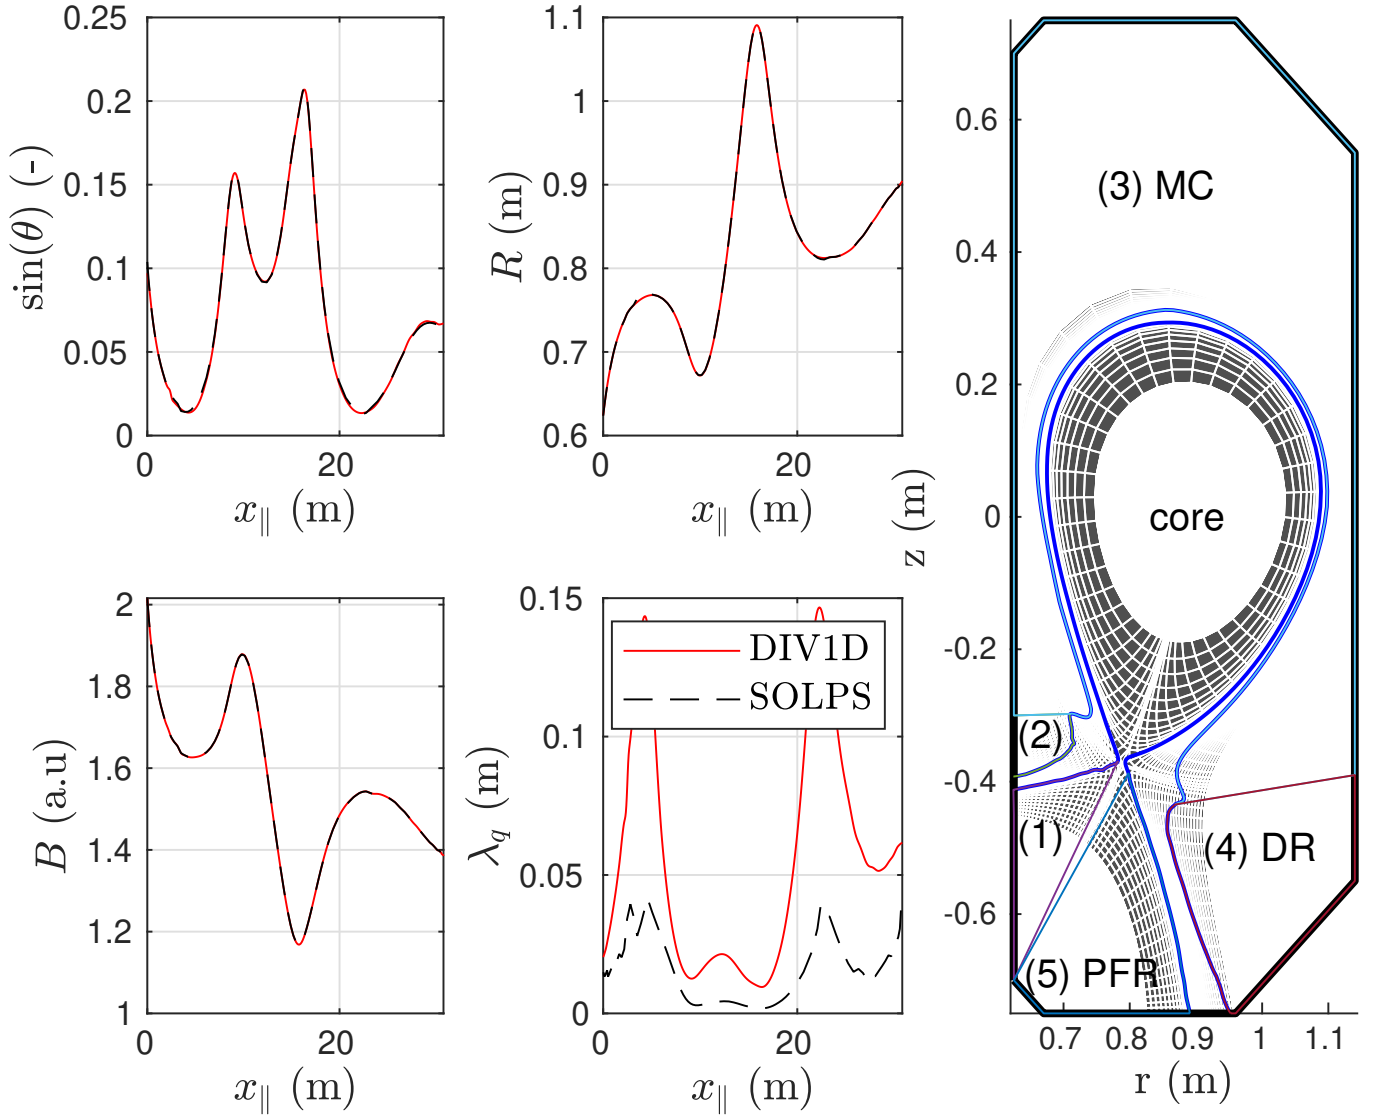 0.25
0.2
0.15
0.1
0.05
0
0
20
sin(θ) (-)
x∥ (m)
1.1
1
0.9
0.8
0.7
0.6
0
20
R (m)
x∥ (m)
2
1.8
1.6
1.4
1.2
1
0
20
B (a.u)
x∥ (m)
0.15
0.1
0.05
0
0
20
λq (m)
x∥ (m)
DIV1D
SOLPS
0.6
0.4
0.2
0
-0.2
-0.4
-0.6
z (m)
0.7
0.8
0.9
1
1.1
r (m)
(3) MC
core
(2)
(1)
(4) DR
(5) PFR